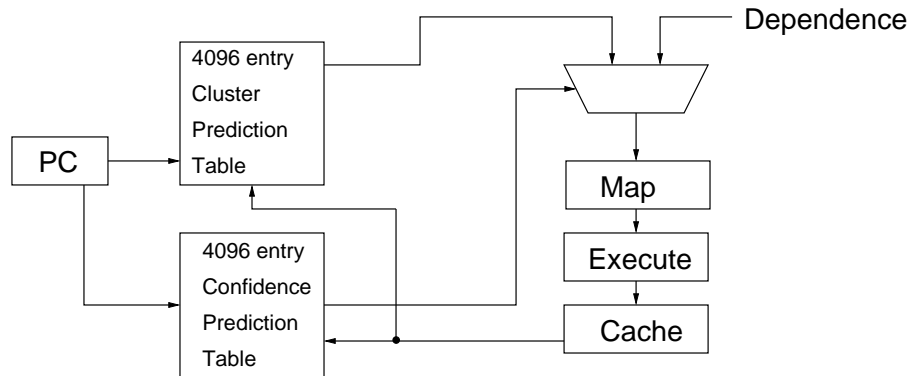 Dependence
4096 entry
Cluster
Prediction
Table
PC
Map
4096 entry
Confidence
Prediction
Table
Execute
Cache